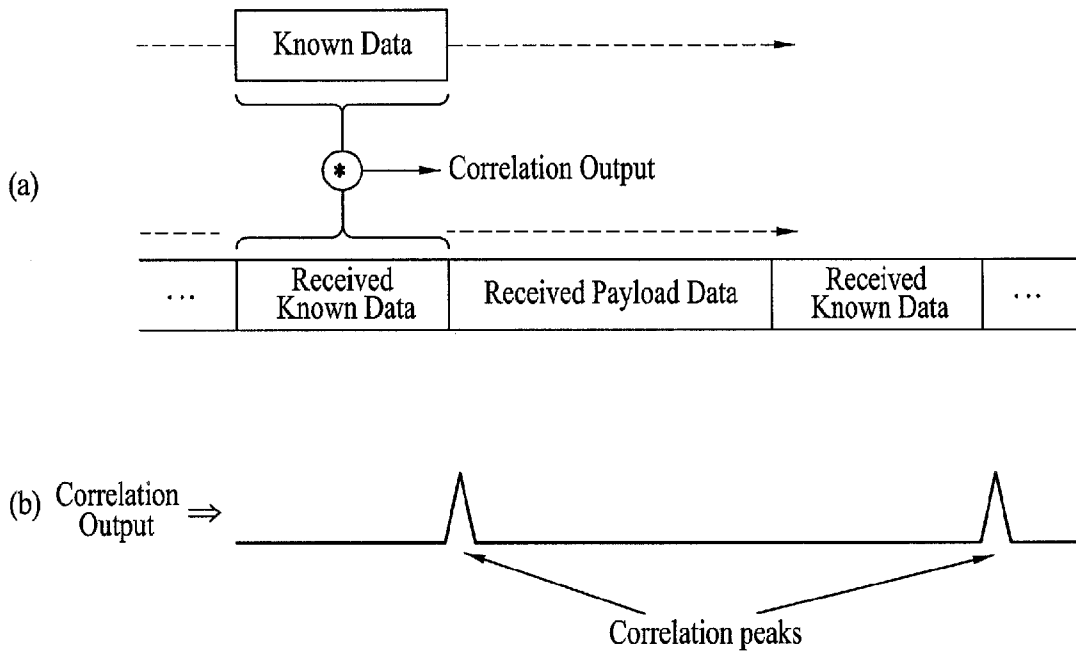 Known Data
(a)
*
Correlation Output
...
Received
Known Data
Received Payload Data
Received
Known Data
...
(b)
Correlation
Output
⇒
Correlation peaks